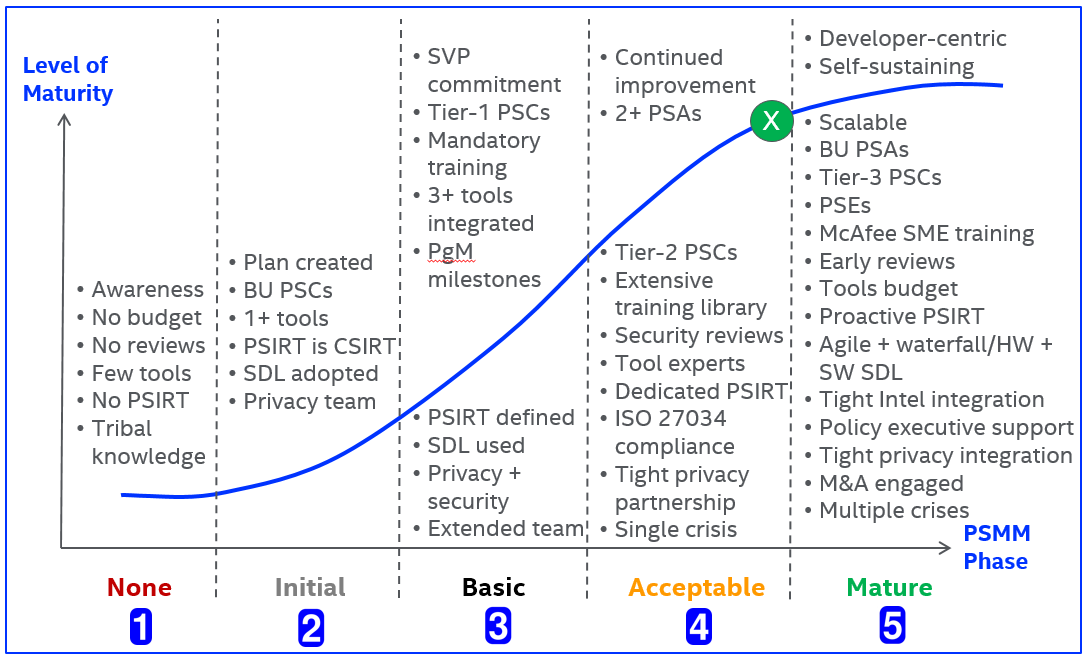 Level of
Maturity
• Awareness
• No budget
• No reviews
• Few tools
• No PSIRT
• Tribal
knowledge
• Plan created
• BU PSCs
• 1+ tools
• PSIRT is CSIRT
• SDL adopted
• Privacy team
• SVP
commitment
• Tier-1 PSCs
• Mandatory
training
• 3+ tools
integrated
• PgM
milestones
• PSIRT defined
• SDL used
• Privacy +
security
• Extended team
• Continued
improvement
• 2+ PSAs
X
• Tier-2 PSCs
• Extensive
training library
• Security reviews
• Tool experts
• Dedicated PSIRT
• ISO 27034
compliance
• Tight privacy
partnership
• Single crisis
• Developer-centric
• Self-sustaining
• Scalable
• BU PSAs
• Tier-3 PSCs
• PSEs
• McAfee SME training
• Early reviews
• Tools budget
• Proactive PSIRT
• Agile + waterfall/HW +
SW SDL
• Tight Intel integration
• Policy executive support
• Tight privacy integration
• M&A engaged
• Multiple crises
PSMM
Phase
None
1
Initial
2
Basic
3
Acceptable
4
Mature
5